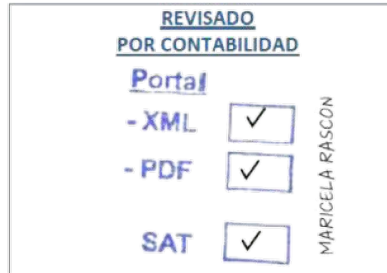 REVISADO
POR CONTABILIDAD
Portal
- XML ✓
- PDF ✓
SAT ✓
MARICELA RASCON